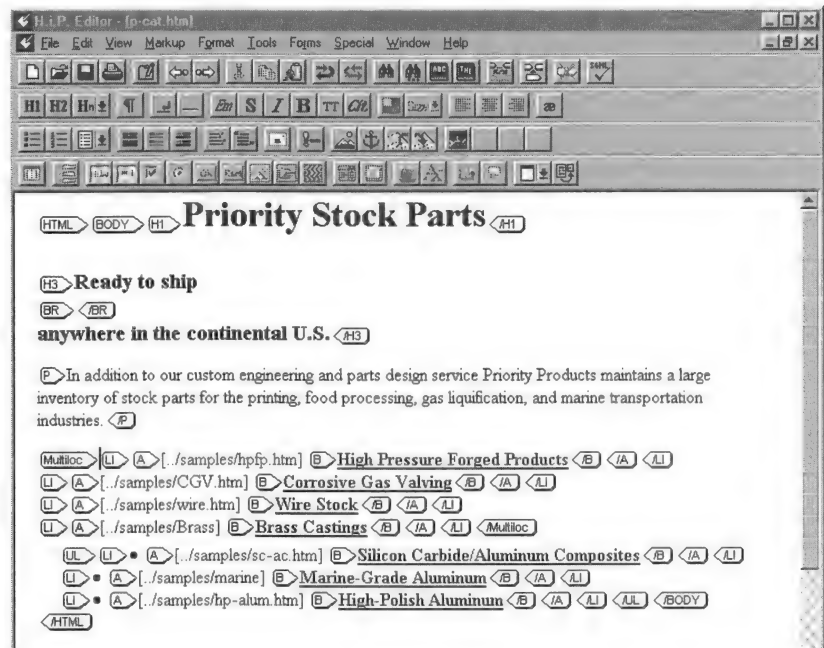 H.i.P. Editor - [p-cat.htm]
File Edit View Markup Format Tools Forms Special Window Help
H1 H2 Hn ¶ Em S I B TT Cite æ
HTML BODY H1 Priority Stock Parts /H1
H3 Ready to ship
BR /BR
anywhere in the continental U.S. /H3
P In addition to our custom engineering and parts design service Priority Products maintains a large
inventory of stock parts for the printing, food processing, gas liquification, and marine transportation
industries. /P
Multiloc LI A [../samples/hpfp.htm] B High Pressure Forged Products /B /A /LI
LI A [../samples/CGV.htm] B Corrosive Gas Valving /B /A /LI
LI A [../samples/wire.htm] B Wire Stock /B /A /LI
LI A [../samples/Brass] B Brass Castings /B /A /LI /Multiloc
UL LI • A [../samples/sc-ac.htm] B Silicon Carbide/Aluminum Composites /B /A /LI
LI • A [../samples/marine] B Marine-Grade Aluminum /B /A /LI
LI • A [../samples/hp-alum.htm] B High-Polish Aluminum /B /A /LI /UL /BODY
/HTML